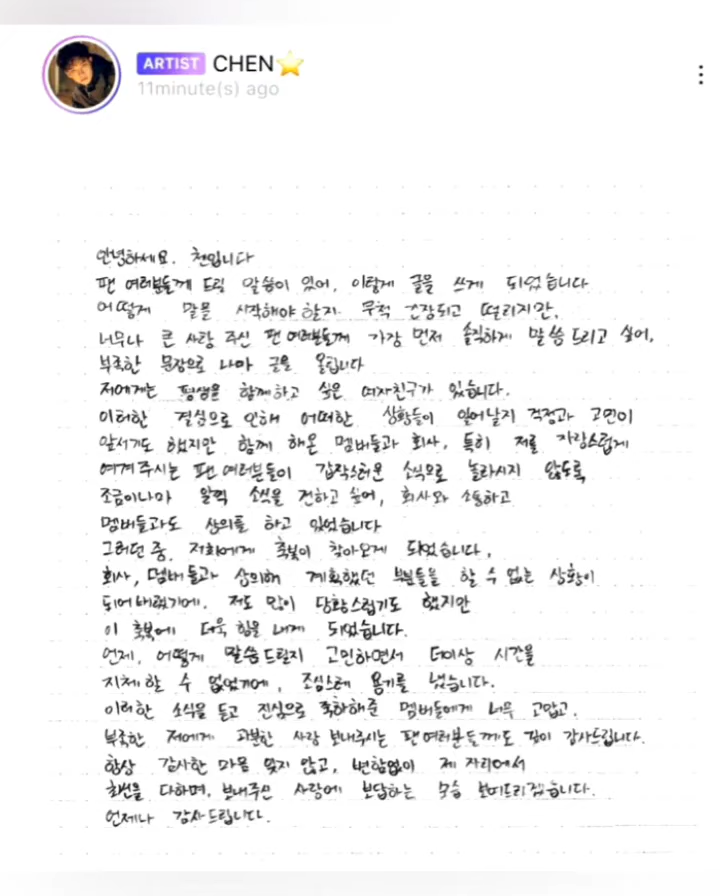 ARTIST CHEN⭐
11minute(s) ago
안녕하세요. 첸입니다
팬 여러분들께 드릴 말씀이 있어, 이렇게 글을 쓰게 되었습니다
어떻게 말을 시작해야 할지 무척 긴장되고 떨리지만,
너무나 큰 사랑 주신 팬 여러분들께 가장 먼저 솔직하게 말씀드리고 싶어,
부족한 문장으로 나마 글을 올립니다
저에게는 평생을 함께하고 싶은 여자친구가 있습니다.
이러한 결심으로 인해 어떠한 상황들이 일어날지 걱정과 고민이
앞서기도 했지만 함께 해온 멤버들과 회사, 특히 저를 자랑스럽게
여겨주시는 팬 여러분들이 갑작스러운 소식으로 놀라시지 않도록
조금이나마 일찍 소식을 전하고 싶어, 회사와 소통하고
멤버들과도 상의를 하고 있었습니다
그러던 중, 저희에게 축복이 찾아오게 되었습니다.
회사, 멤버들과 상의해 계획했던 부분들을 할 수 없는 상황이
되어버렸기에, 저도 많이 당황스럽기도 했지만
이 축복에 더욱 힘을 내게 되었습니다.
언제, 어떻게 말씀드릴지 고민하면서 더이상 시간을
지체할 수 없었기에, 조심스레 용기를 냈습니다.
이러한 소식을 듣고 진심으로 축하해준 멤버들에게 너무 고맙고,
부족한 저에게 과분한 사랑 보내주시는 팬 여러분들께도 깊이 감사드립니다.
항상 감사한 마음 잊지 않고, 변함없이 제 자리에서
최선을 다하며, 보내주신 사랑에 보답하는 모습 보여드리겠습니다.
언제나 감사드립니다.